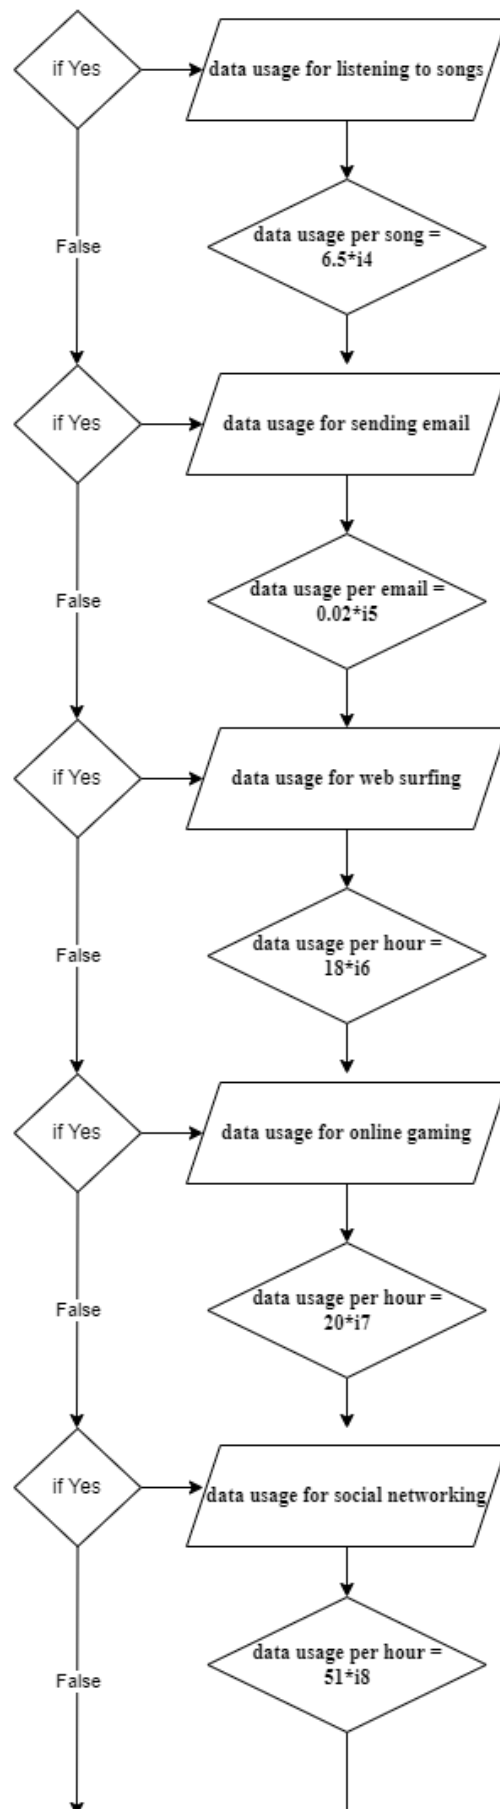 if Yes
data usage for listening to songs
data usage per song =
6.5*i4
False
if Yes
data usage for sending email
data usage per email =
0.02*i5
False
if Yes
data usage for web surfing
data usage per hour =
18*i6
False
if Yes
data usage for online gaming
data usage per hour =
20*i7
False
if Yes
data usage for social networking
data usage per hour =
51*i8
False